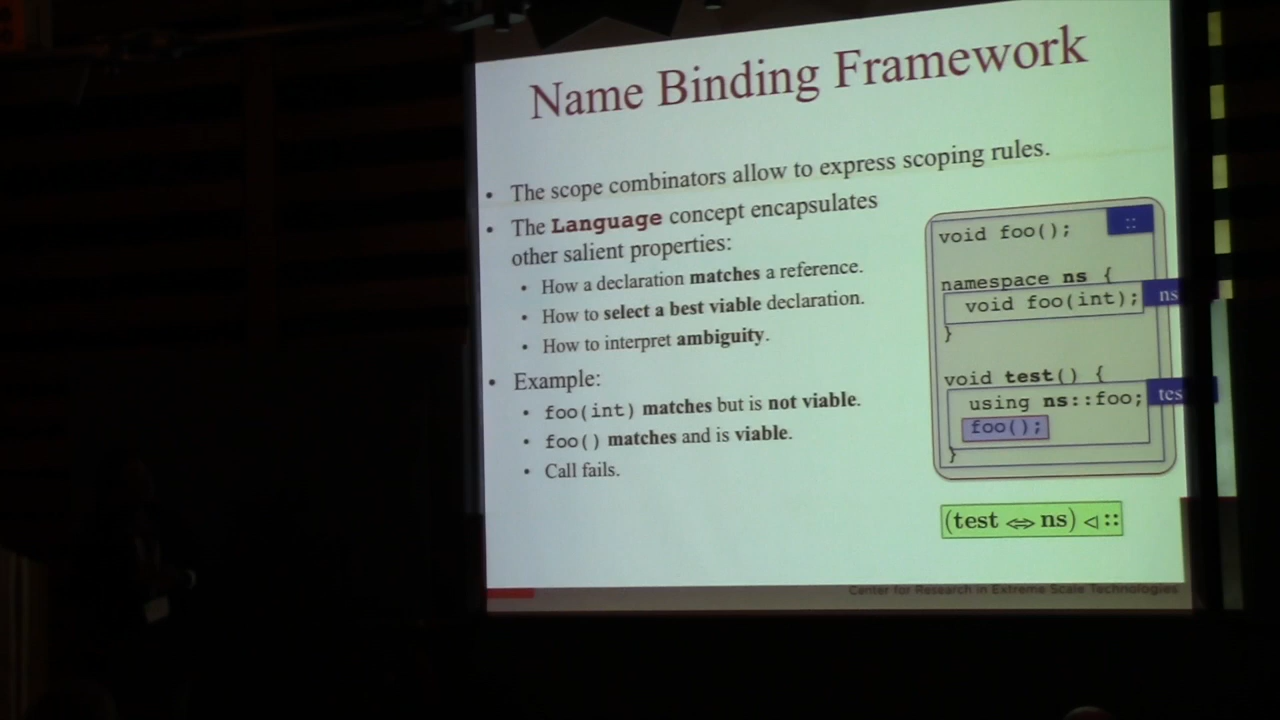 Name Binding Framework
• The scope combinators allow to express scoping rules.
• The Language concept encapsulates
other salient properties:
• How a declaration matches a reference.
• How to select a best viable declaration.
• How to interpret ambiguity.
• Example:
• foo(int) matches but is not viable.
• foo() matches and is viable.
• Call fails.
::
void foo();
namespace ns {
void foo(int);
ns
}
void test() {
using ns::foo;
tes
foo();
}
(test ⇔ ns) ◁ ::
Center for Research in Extreme Scale Technologies